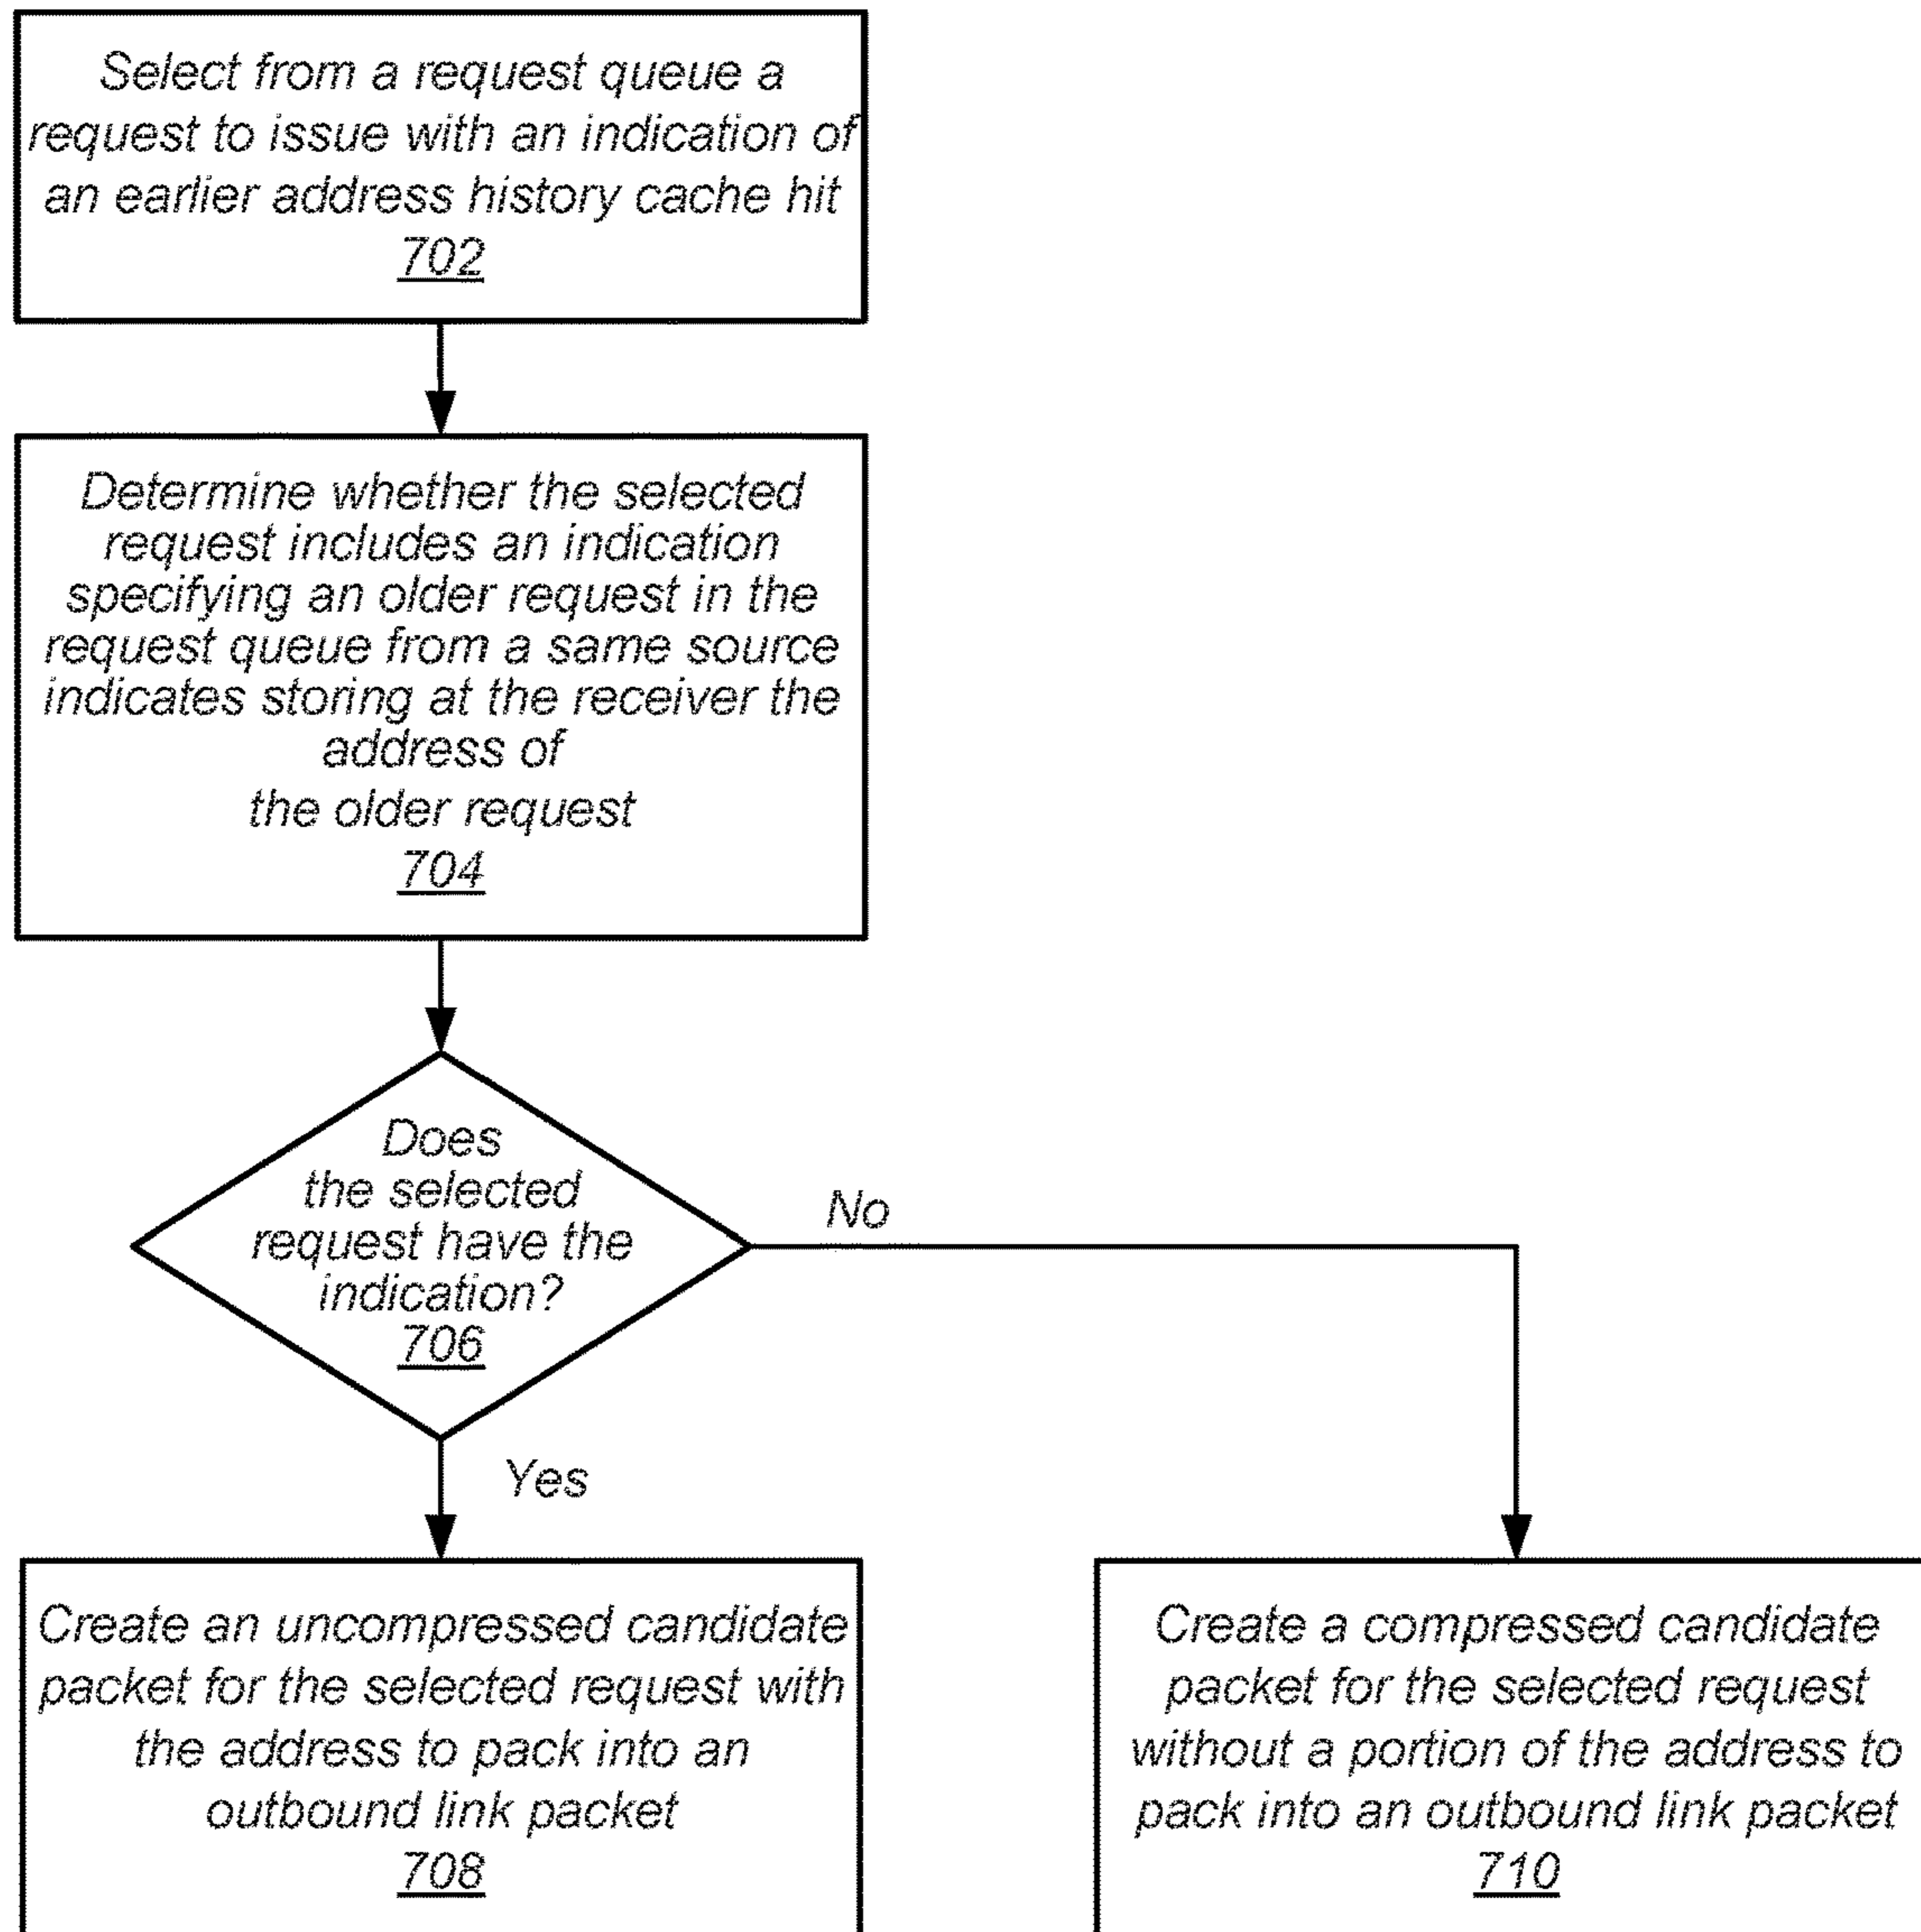 Select from a request queue a
request to issue with an indication of
an earlier address history cache hit
702
Determine whether the selected
request includes an indication
specifying an older request in the
request queue from a same source
indicates storing at the receiver the
address of
the older request
704
Does
the selected
request have the
indication?
706
No
Yes
Create an uncompressed candidate
packet for the selected request with
the address to pack into an
outbound link packet
708
Create a compressed candidate
packet for the selected request
without a portion of the address to
pack into an outbound link packet
710